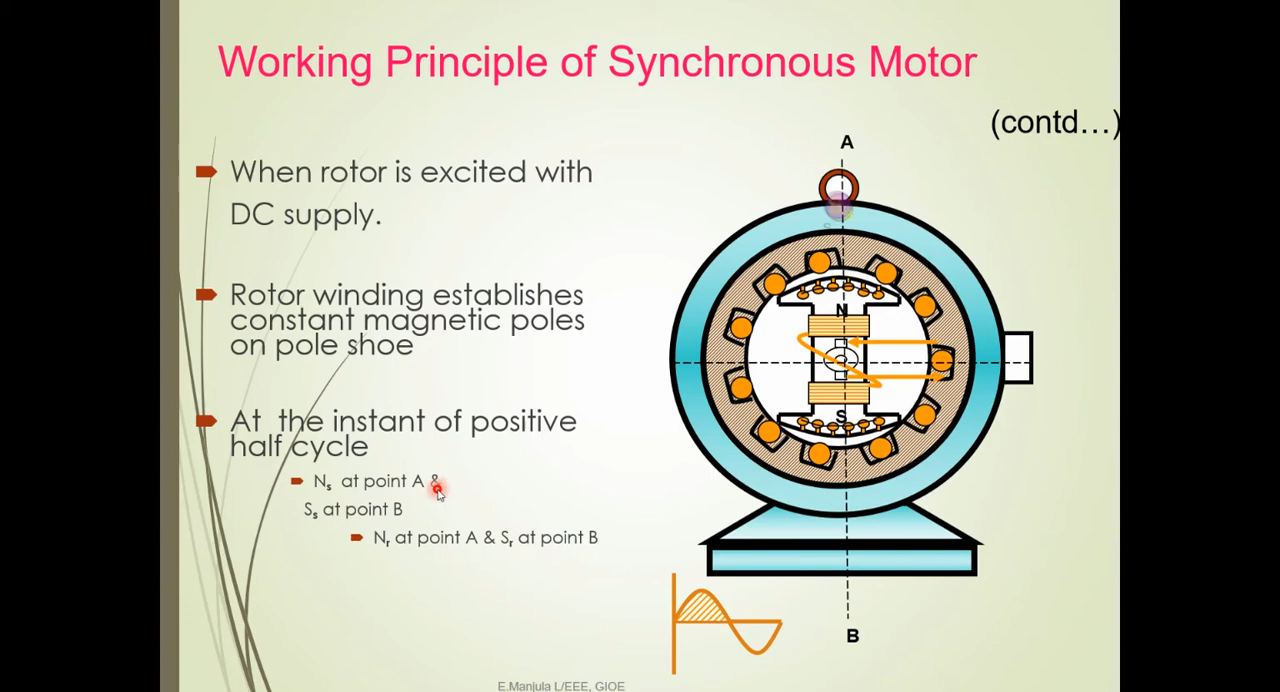 Working Principle of Synchronous Motor
(contd…)
When rotor is excited with
DC supply.
Rotor winding establishes
constant magnetic poles
on pole shoe
At the instant of positive
half cycle
Ns at point A &
Ss at point B
Nr at point A & Sr at point B
A
N
S
B
E.Manjula L/EEE, GIOE